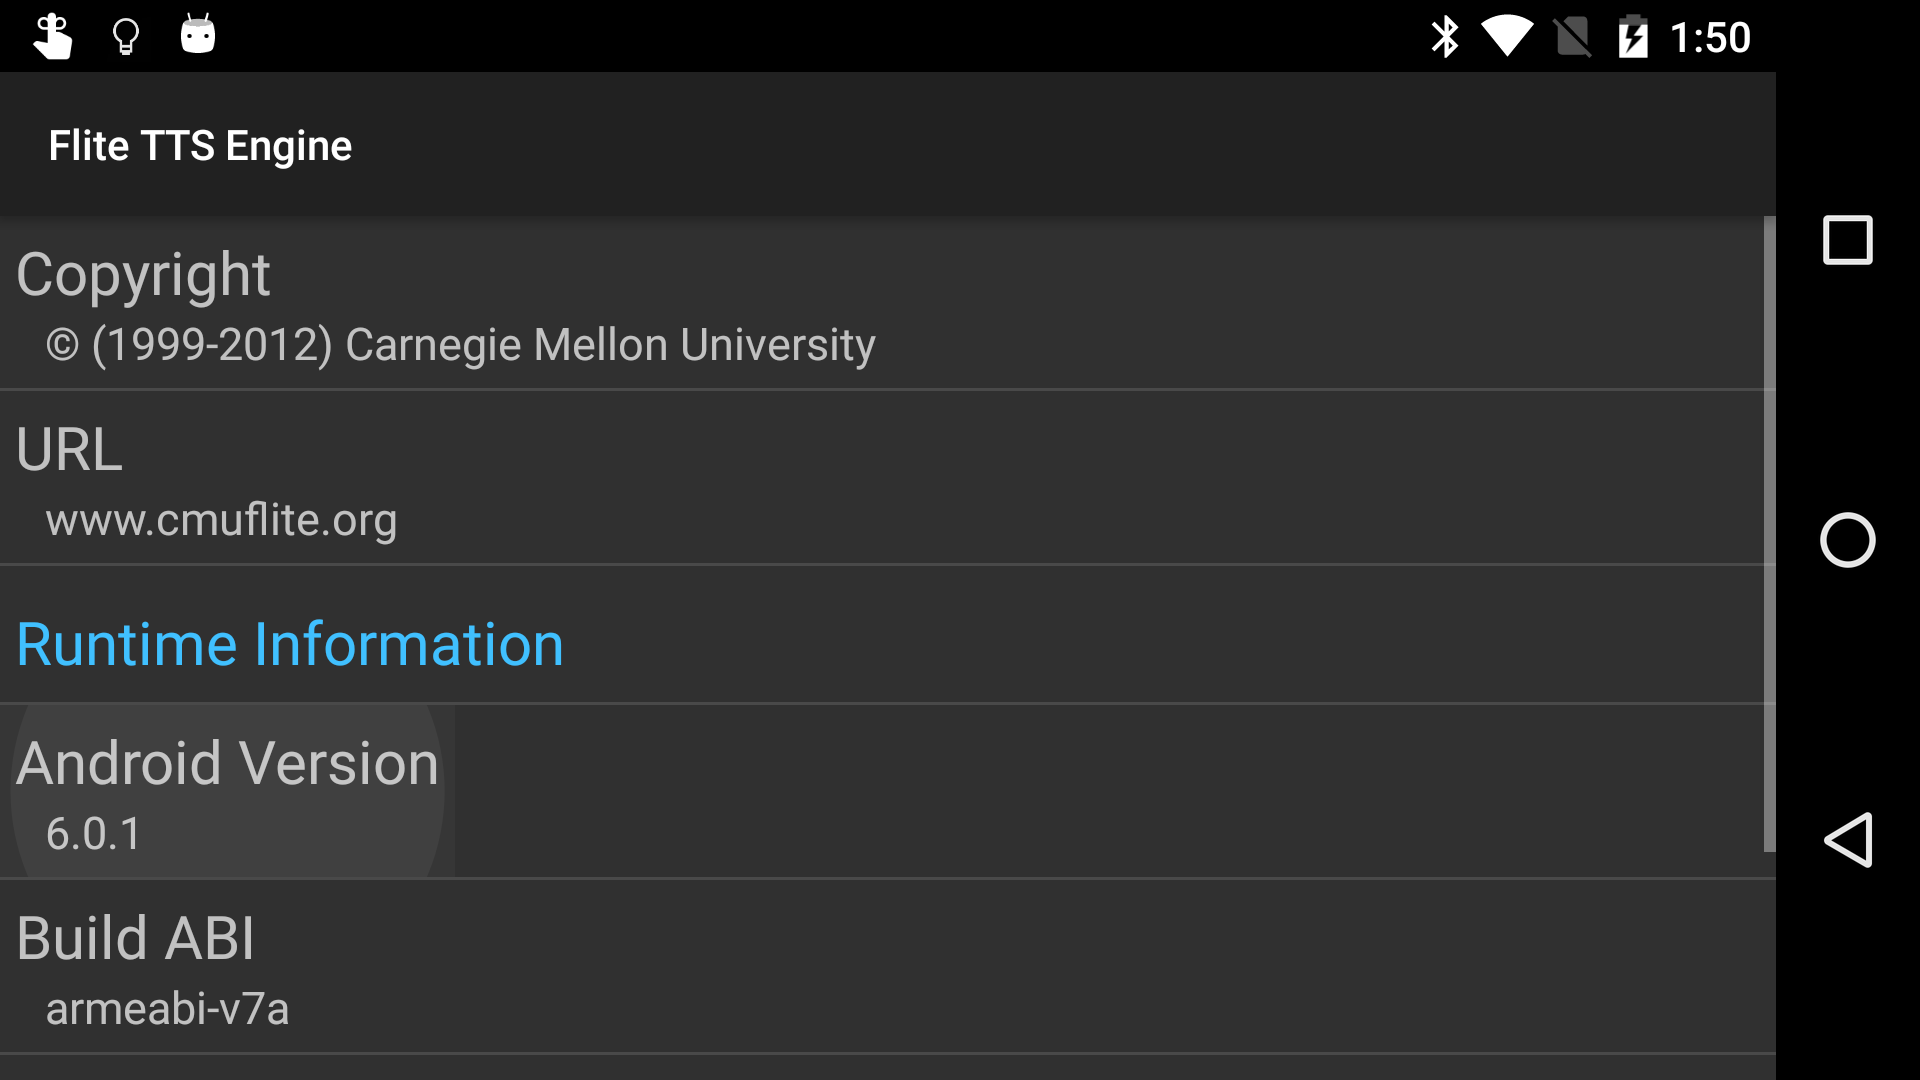 1:50
Flite TTS Engine
Copyright
© (1999-2012) Carnegie Mellon University
URL
www.cmuflite.org
Runtime Information
Android Version
6.0.1
Build ABI
armeabi-v7a